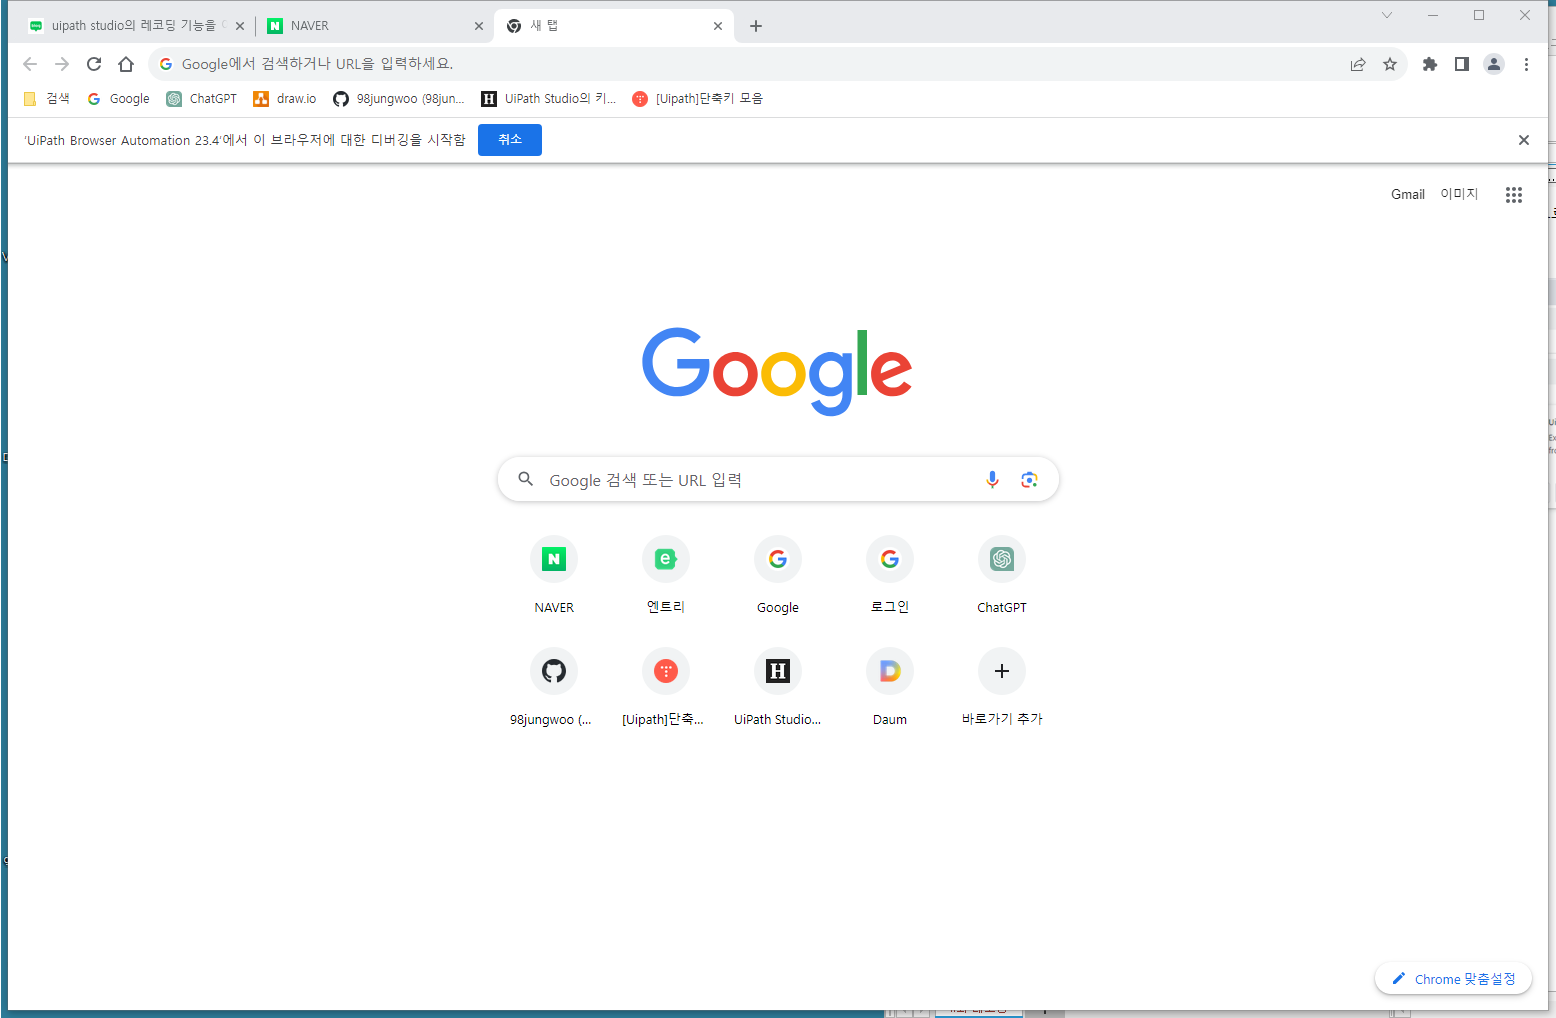 uipath studio의 레코딩 기능을
NAVER
새 탭
Google에서 검색하거나 URL을 입력하세요.
검색
Google
ChatGPT
draw.io
98jungwoo (98jun...
UiPath Studio의 키...
[Uipath]단축키 모음
'UiPath Browser Automation 23.4'에서 이 브라우저에 대한 디버깅을 시작함
취소
Gmail
이미지
Google
Google 검색 또는 URL 입력
NAVER
엔트리
Google
로그인
ChatGPT
98jungwoo (...
[Uipath]단축...
UiPath Studio...
Daum
바로가기 추가
Chrome 맞춤설정